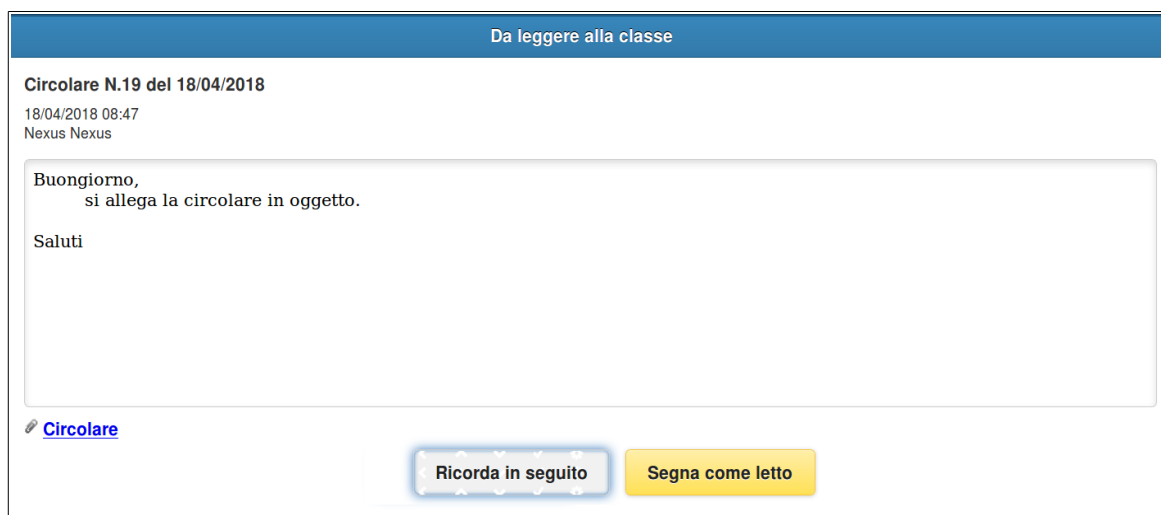 Da leggere alla classe
Circolare N.19 del 18/04/2018
18/04/2018 08:47
Nexus Nexus
Buongiorno,
si allega la circolare in oggetto.
Saluti
Circolare
Ricorda in seguito
Segna come letto